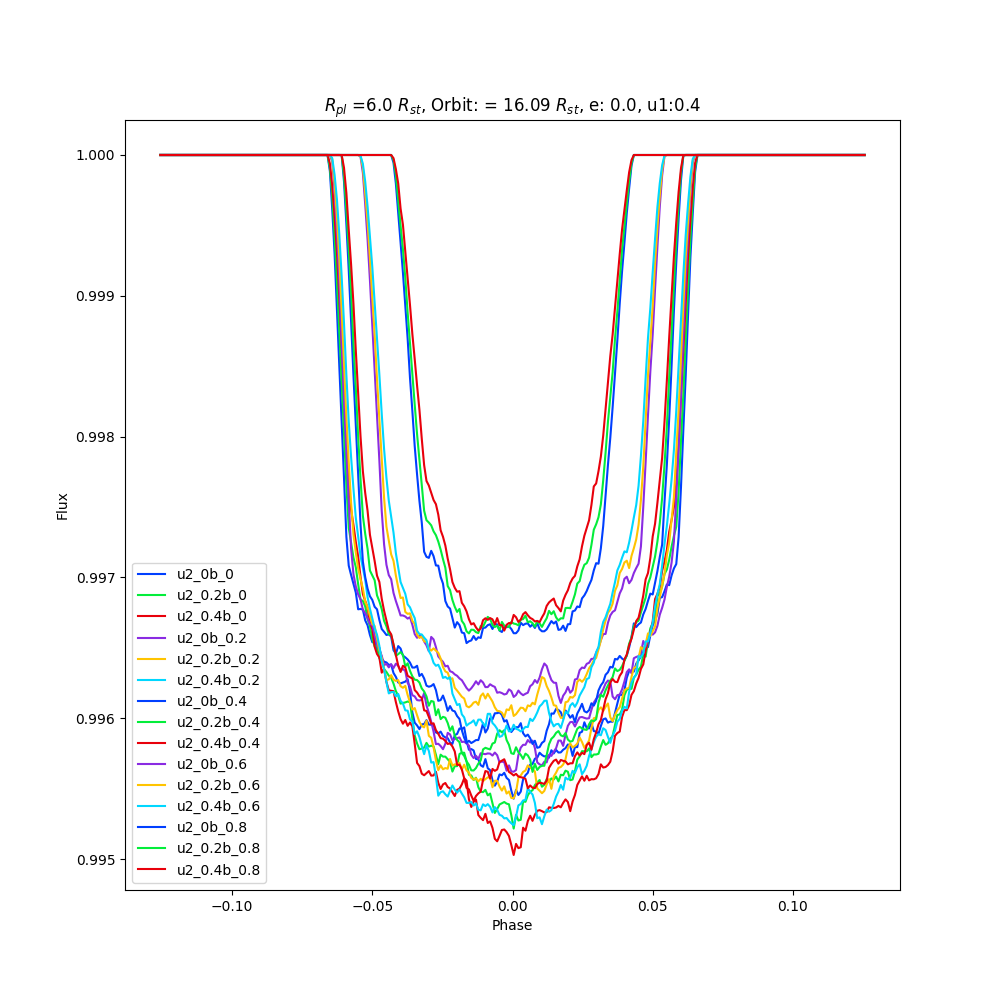 R_pl =6.0 R_st, Orbit: = 16.09 R_st, e: 0.0, u1:0.4
1.000
0.999
0.998
0.997
0.996
0.995
Flux
u2_0b_0
u2_0.2b_0
u2_0.4b_0
u2_0b_0.2
u2_0.2b_0.2
u2_0.4b_0.2
u2_0b_0.4
u2_0.2b_0.4
u2_0.4b_0.4
u2_0b_0.6
u2_0.2b_0.6
u2_0.4b_0.6
u2_0b_0.8
u2_0.2b_0.8
u2_0.4b_0.8
−0.10 −0.05 0.00 0.05 0.10
Phase